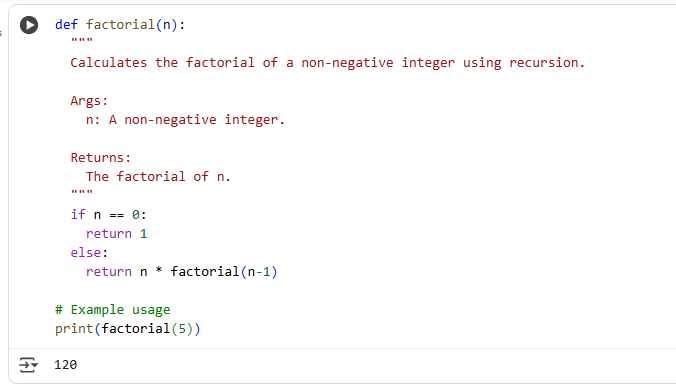 def factorial(n):
"""
Calculates the factorial of a non-negative integer using recursion.
Args:
n: A non-negative integer.
Returns:
The factorial of n.
"""
if n == 0:
return 1
else:
return n * factorial(n-1)
# Example usage
print(factorial(5))
120